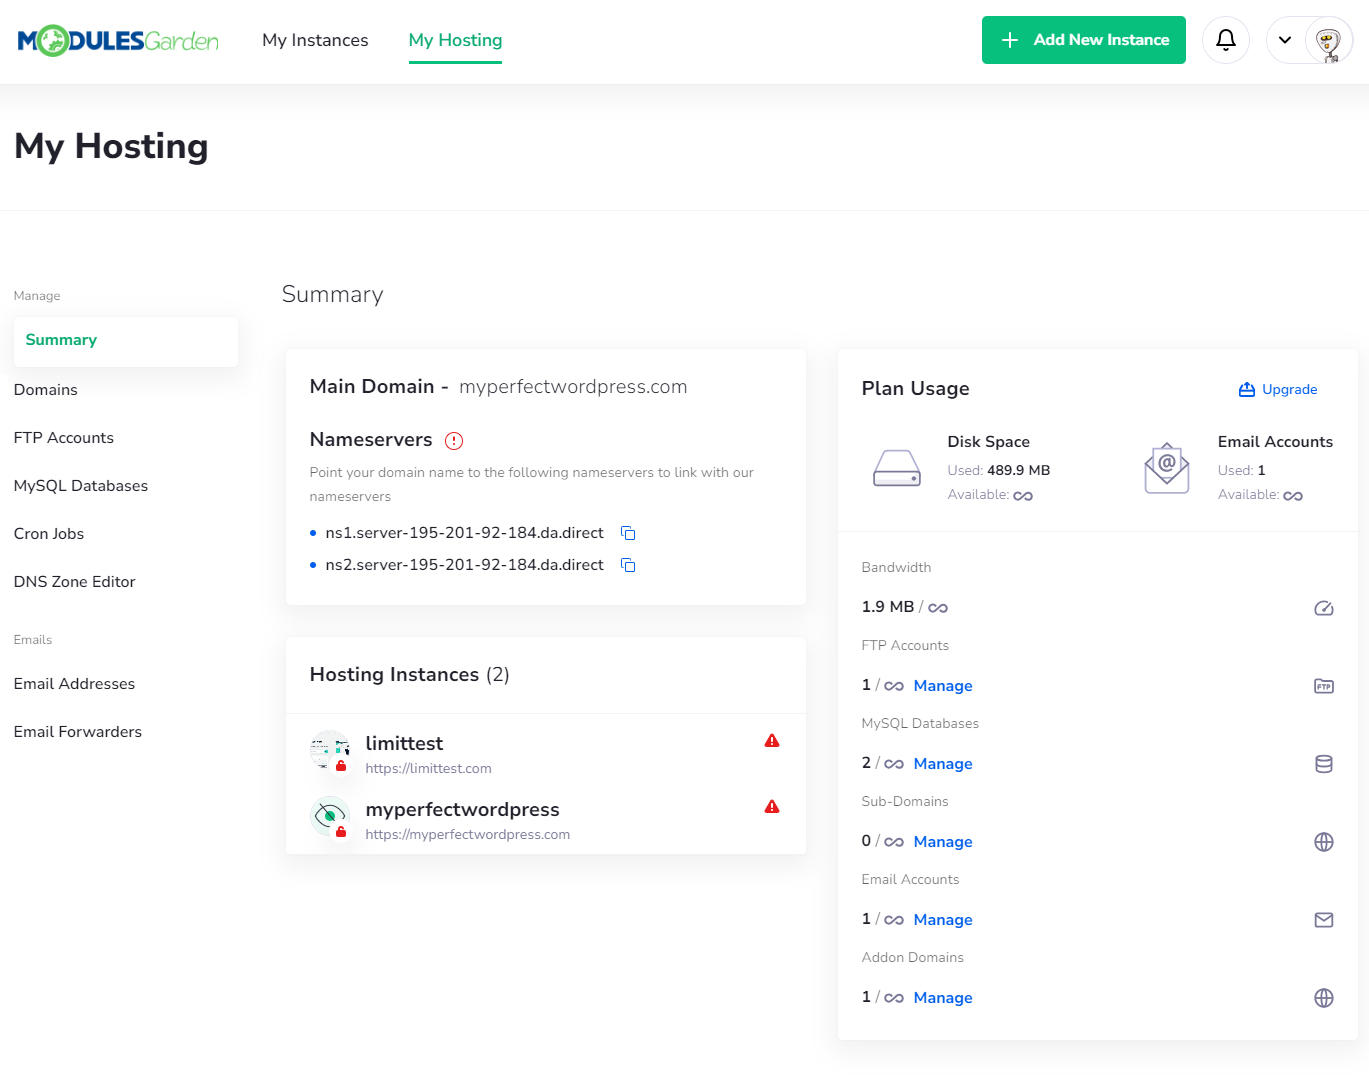 MODULESGarden
My Instances
My Hosting
Add New Instance
My Hosting
Manage
Summary
Domains
FTP Accounts
MySQL Databases
Cron Jobs
DNS Zone Editor
Emails
Email Addresses
Email Forwarders
Summary
Main Domain - myperfectwordpress.com
Nameservers
Point your domain name to the following nameservers to link with our
nameservers
ns1.server-195-201-92-184.da.direct
ns2.server-195-201-92-184.da.direct
Hosting Instances (2)
limittest
https://limittest.com
myperfectwordpress
https://myperfectwordpress.com
Plan Usage
Upgrade
Disk Space
Used: 489.9 MB
Available: ∞
Email Accounts
Used: 1
Available: ∞
Bandwidth
1.9 MB / ∞
FTP Accounts
1 / ∞ Manage
FTP
MySQL Databases
2 / ∞ Manage
Sub-Domains
0 / ∞ Manage
Email Accounts
1 / ∞ Manage
Addon Domains
1 / ∞ Manage